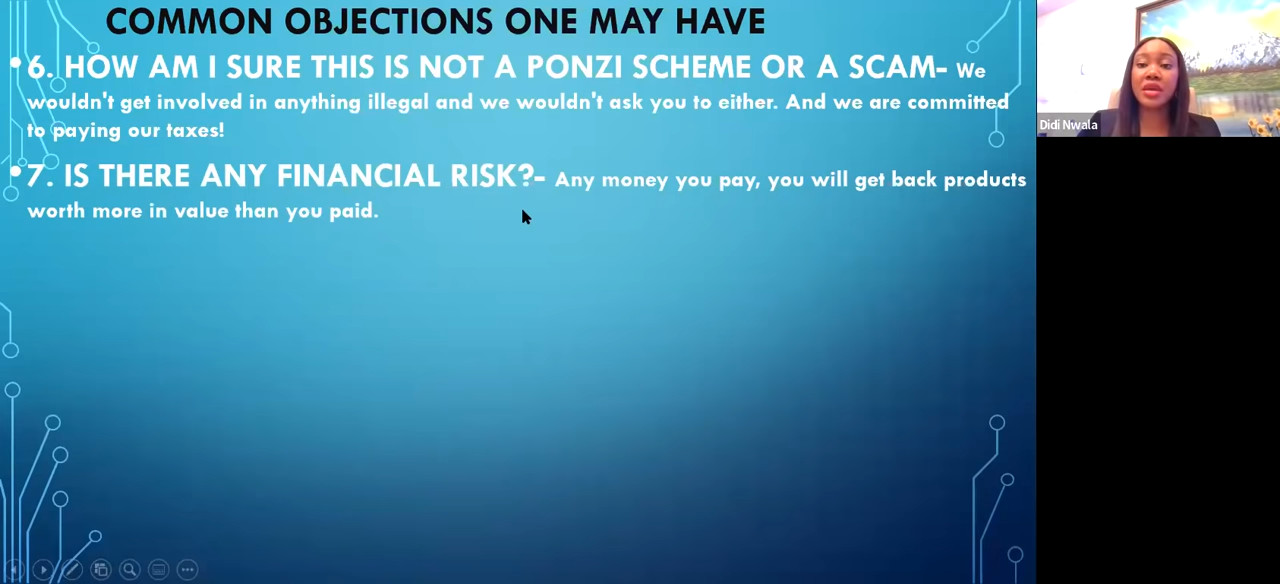 COMMON OBJECTIONS ONE MAY HAVE
• 6. HOW AM I SURE THIS IS NOT A PONZI SCHEME OR A SCAM- We
wouldn't get involved in anything illegal and we wouldn't ask you to either. And we are committed
to paying our taxes!
• 7. IS THERE ANY FINANCIAL RISK?- Any money you pay, you will get back products
worth more in value than you paid.
Didi Nwala